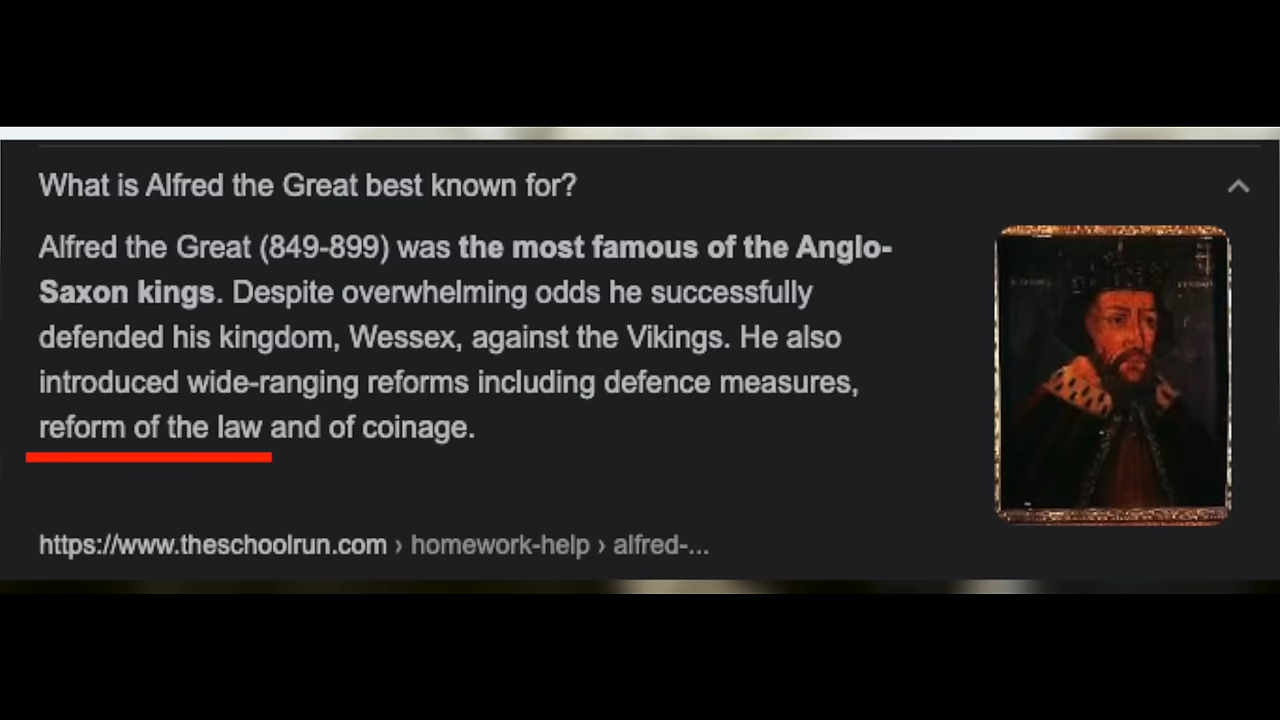 What is Alfred the Great best known for?
Alfred the Great (849-899) was the most famous of the Anglo-
Saxon kings. Despite overwhelming odds he successfully
defended his kingdom, Wessex, against the Vikings. He also
introduced wide-ranging reforms including defence measures,
reform of the law and of coinage.
https://www.theschoolrun.com › homework-help › alfred-...